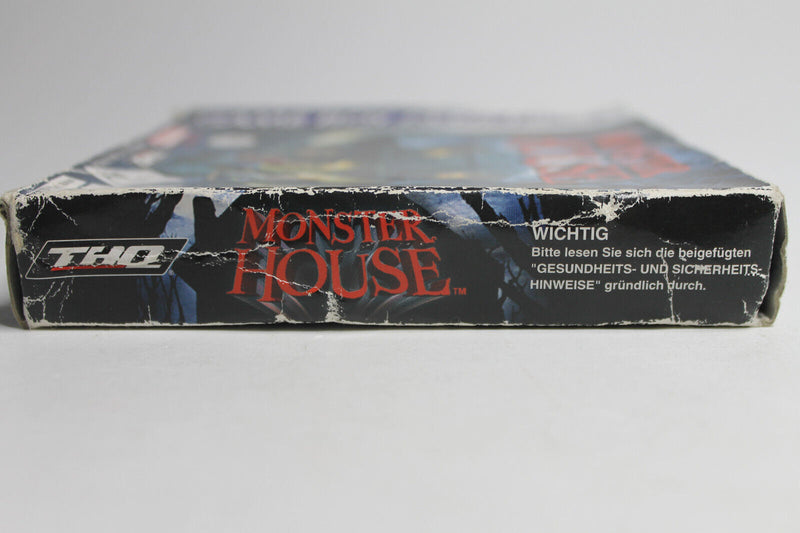 THQ
MONSTER
HOUSE™
WICHTIG
Bitte lesen Sie sich die beigefügten
"GESUNDHEITS- UND SICHERHEITS
HINWEISE" gründlich durch.